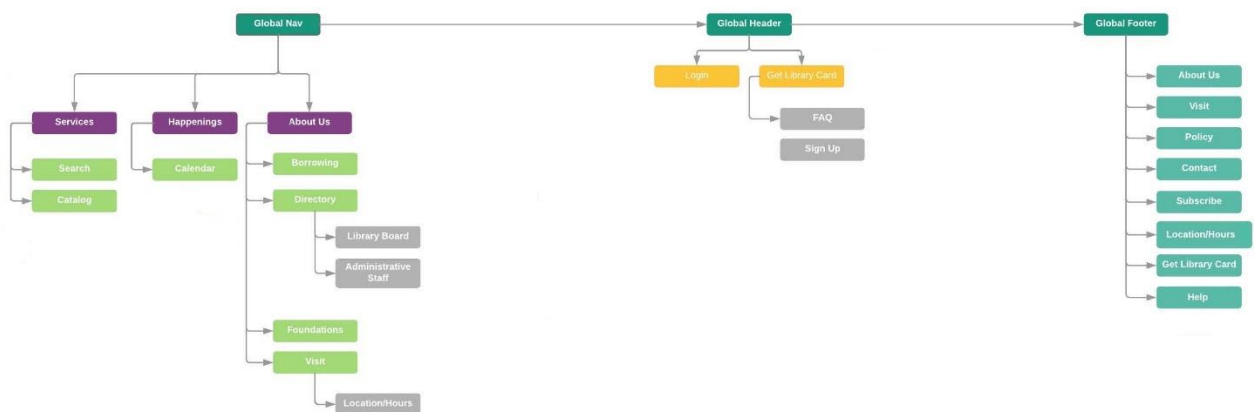 Global Nav
Global Header
Global Footer
Login
Get Library Card
About Us
Visit
Services
Happenings
About Us
FAQ
Policy
Sign Up
Search
Calendar
Borrowing
Contact
Catalog
Directory
Subscribe
Library Board
Location/Hours
Administrative
Staff
Get Library Card
Help
Foundations
Visit
Location/Hours